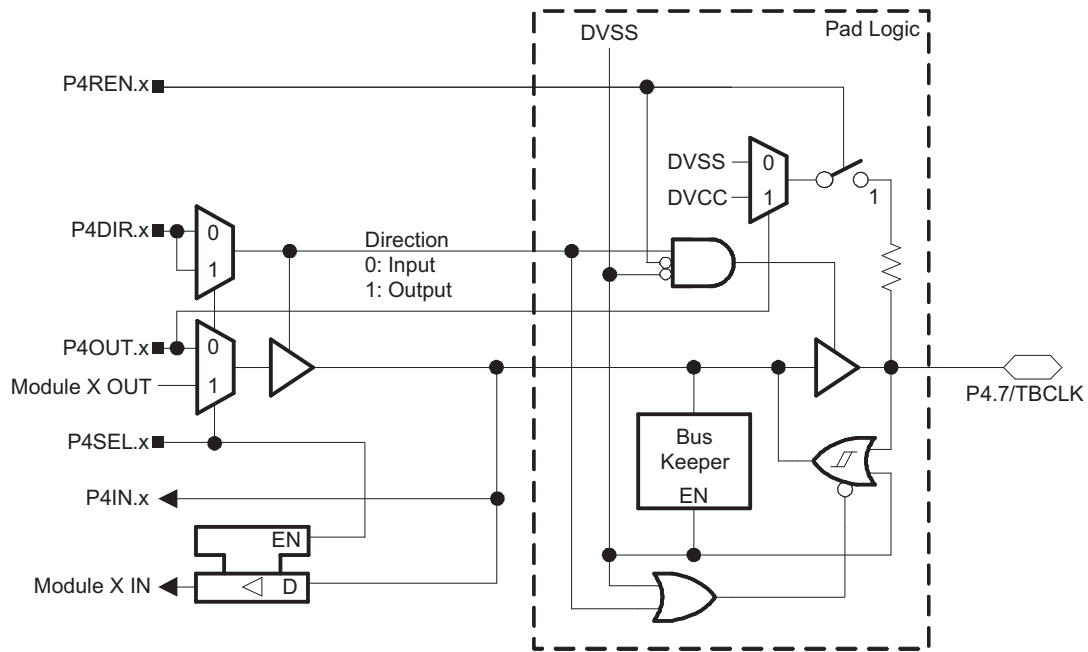 DVSS
Pad Logic
P4REN.x
DVSS
0
DVCC
1
1
P4DIR.x
0
1
Direction
0: Input
1: Output
P4OUT.x
0
Module X OUT
1
P4.7/TBCLK
P4SEL.x
Bus
Keeper
EN
P4IN.x
EN
Module X IN
D